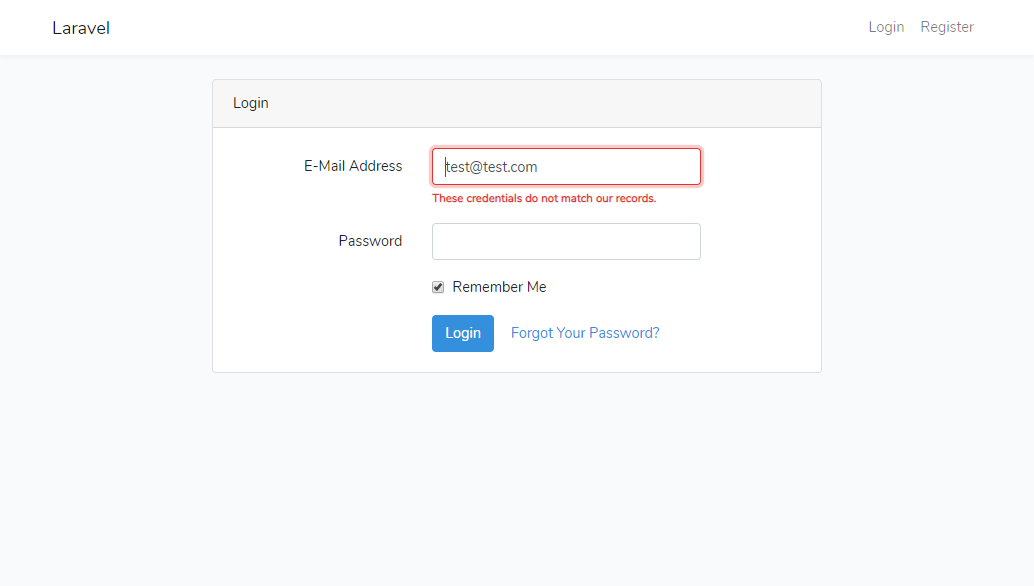 Laravel
Login Register
Login
E-Mail Address test@test.com
These credentials do not match our records.
Password
Remember Me
Login Forgot Your Password?